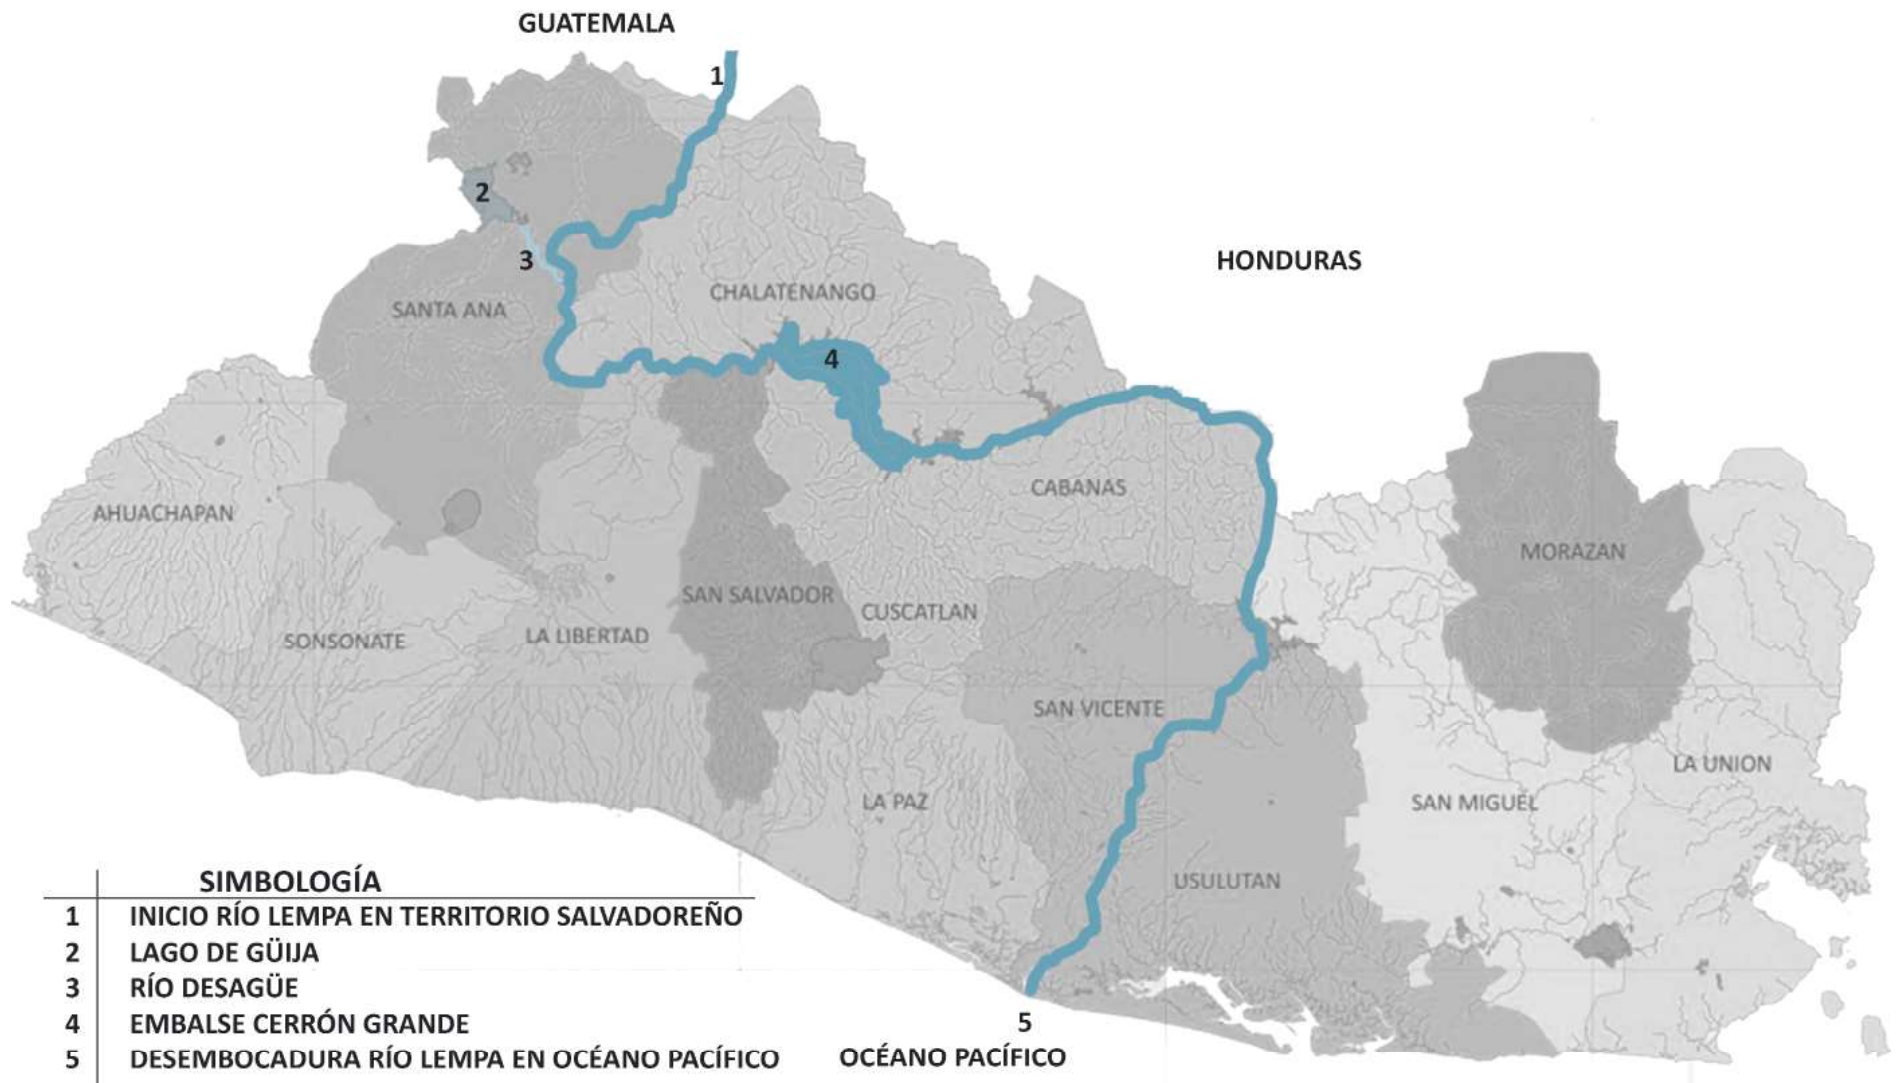 GUATEMALA
1
2
HONDURAS
3
CHALATENANGO
SANTA ANA
4
CABANAS
AHUACHAPAN
MORAZAN
SAN SALVADOR
CUSCATLAN
SONSONATE
LA LIBERTAD
SAN VICENTE
LA UNION
LA PAZ
SAN MIGUEL
USULUTAN
SIMBOLOGÍA
1 INICIO RÍO LEMPA EN TERRITORIO SALVADOREÑO
2 LAGO DE GÜIJA
3 RÍO DESAGÜE
4 EMBALSE CERRÓN GRANDE
5 DESEMBOCADURA RÍO LEMPA EN OCÉANO PACÍFICO
5
OCÉANO PACÍFICO